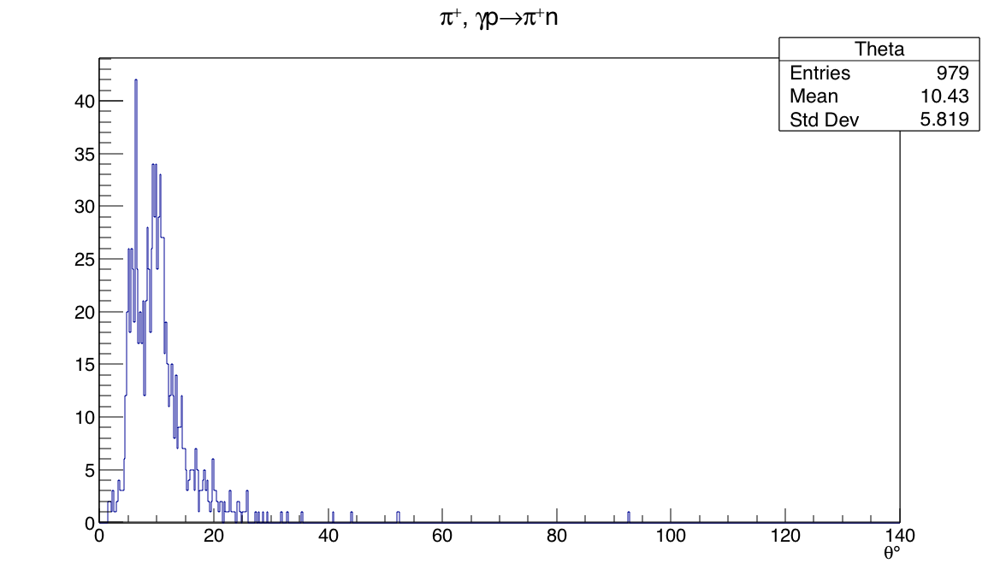 π⁺, γp→π⁺n
Theta
Entries 979
Mean 10.43
Std Dev 5.819
40
35
30
25
20
15
10
5
0
0 20 40 60 80 100 120 140
θ°